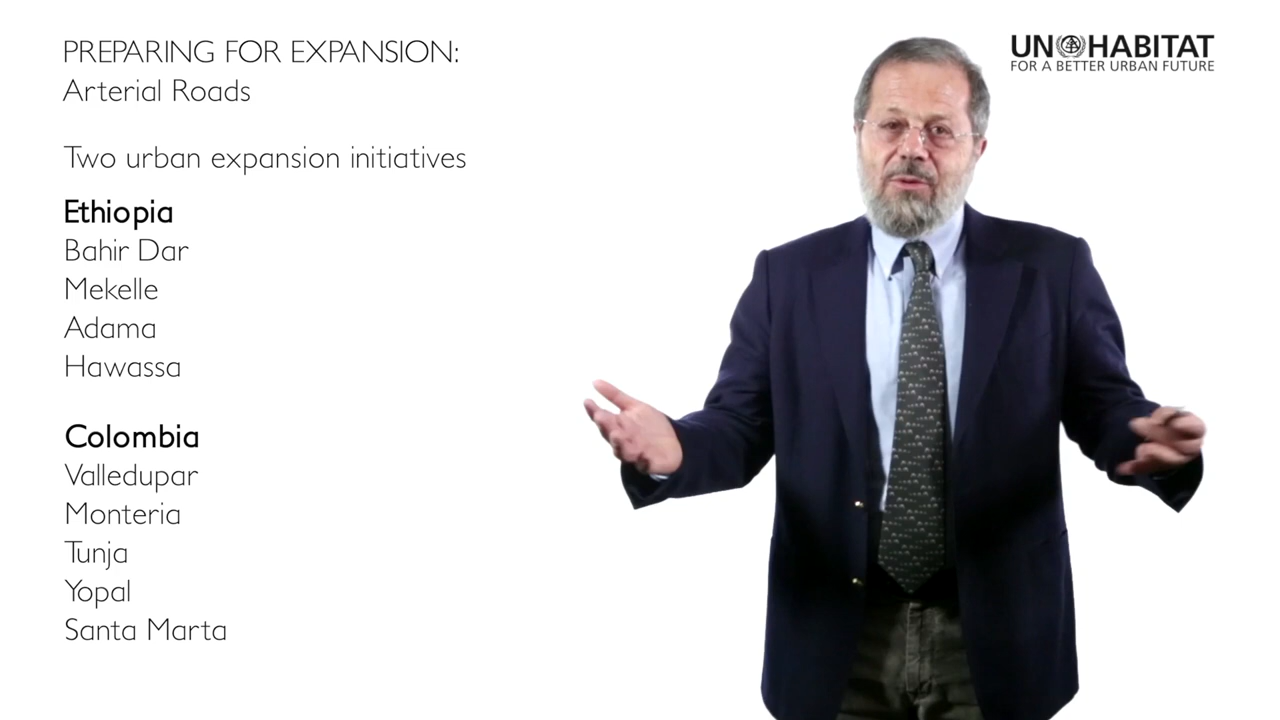 PREPARING FOR EXPANSION:
Arterial Roads
Two urban expansion initiatives
Ethiopia
Bahir Dar
Mekelle
Adama
Hawassa
Colombia
Valledupar
Monteria
Tunja
Yopal
Santa Marta
UN HABITAT
FOR A BETTER URBAN FUTURE